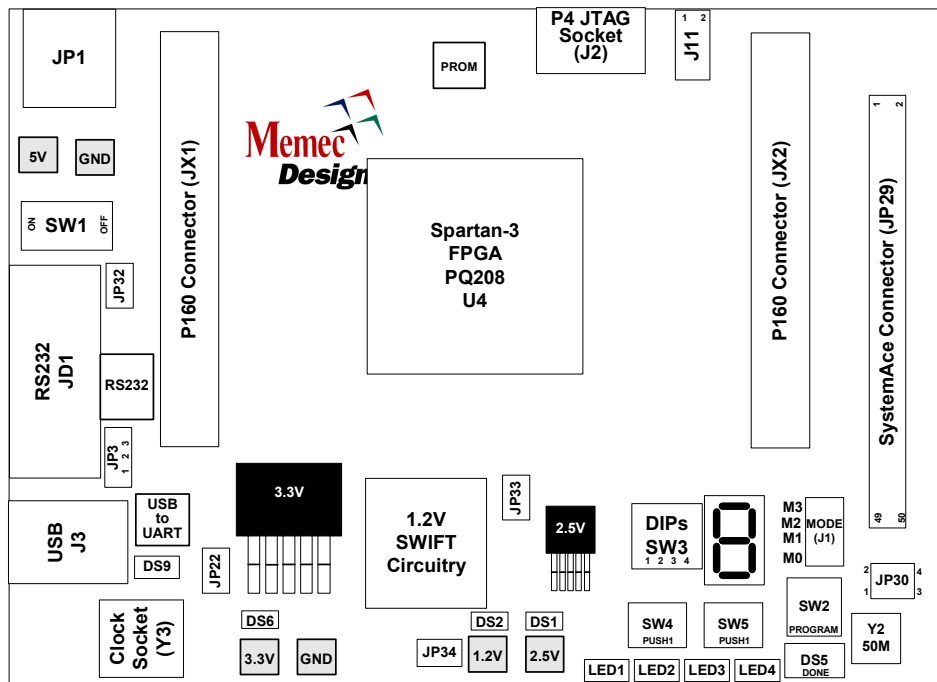 JP1
P4 JTAG
Socket
(J2)
1 2
J11
PROM
5V
GND
ON
SW1
OFF
P160 Connector (JX1)
Memec
Design
Spartan-3
FPGA
PQ208
U4
P160 Connector (JX2)
1 2
SystemAce Connector (JP29)
49 50
JP32
RS232
JD1
RS232
JP3
1 2 3
USB
J3
USB
to
UART
DS9
JP22
3.3V
1.2V
SWIFT
Circuitry
JP33
2.5V
DIPs
SW3
1 2 3 4
8
M3
M2
M1
M0
MODE
(J1)
2 4
JP30
1 3
Clock
Socket
(Y3)
DS6
3.3V
GND
JP34
DS2
1.2V
DS1
2.5V
SW4
PUSH1
SW5
PUSH1
SW2
PROGRAM
Y2
50M
LED1
LED2
LED3
LED4
DS5
DONE